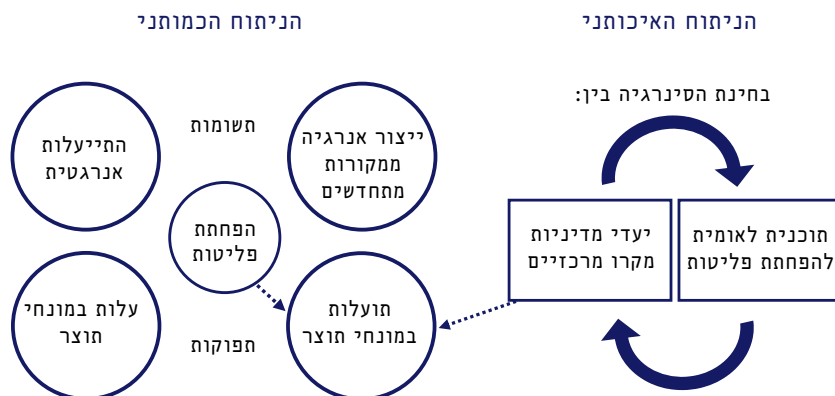 הניתוח האיכותני
בחינת הסינרגיה בין:
תוכנית לאומית
להפחתת פליטות
יעדי מדיניות
מקרו מרכזיים
הניתוח הכמותני
תשומות
ייצור אנרגיה
ממקורות
מתחדשים
התייעלות
אנרגטית
הפחתת
פליטות
תועלות
במונחי תוצר
עלות במונחי
תוצר
תפוקות